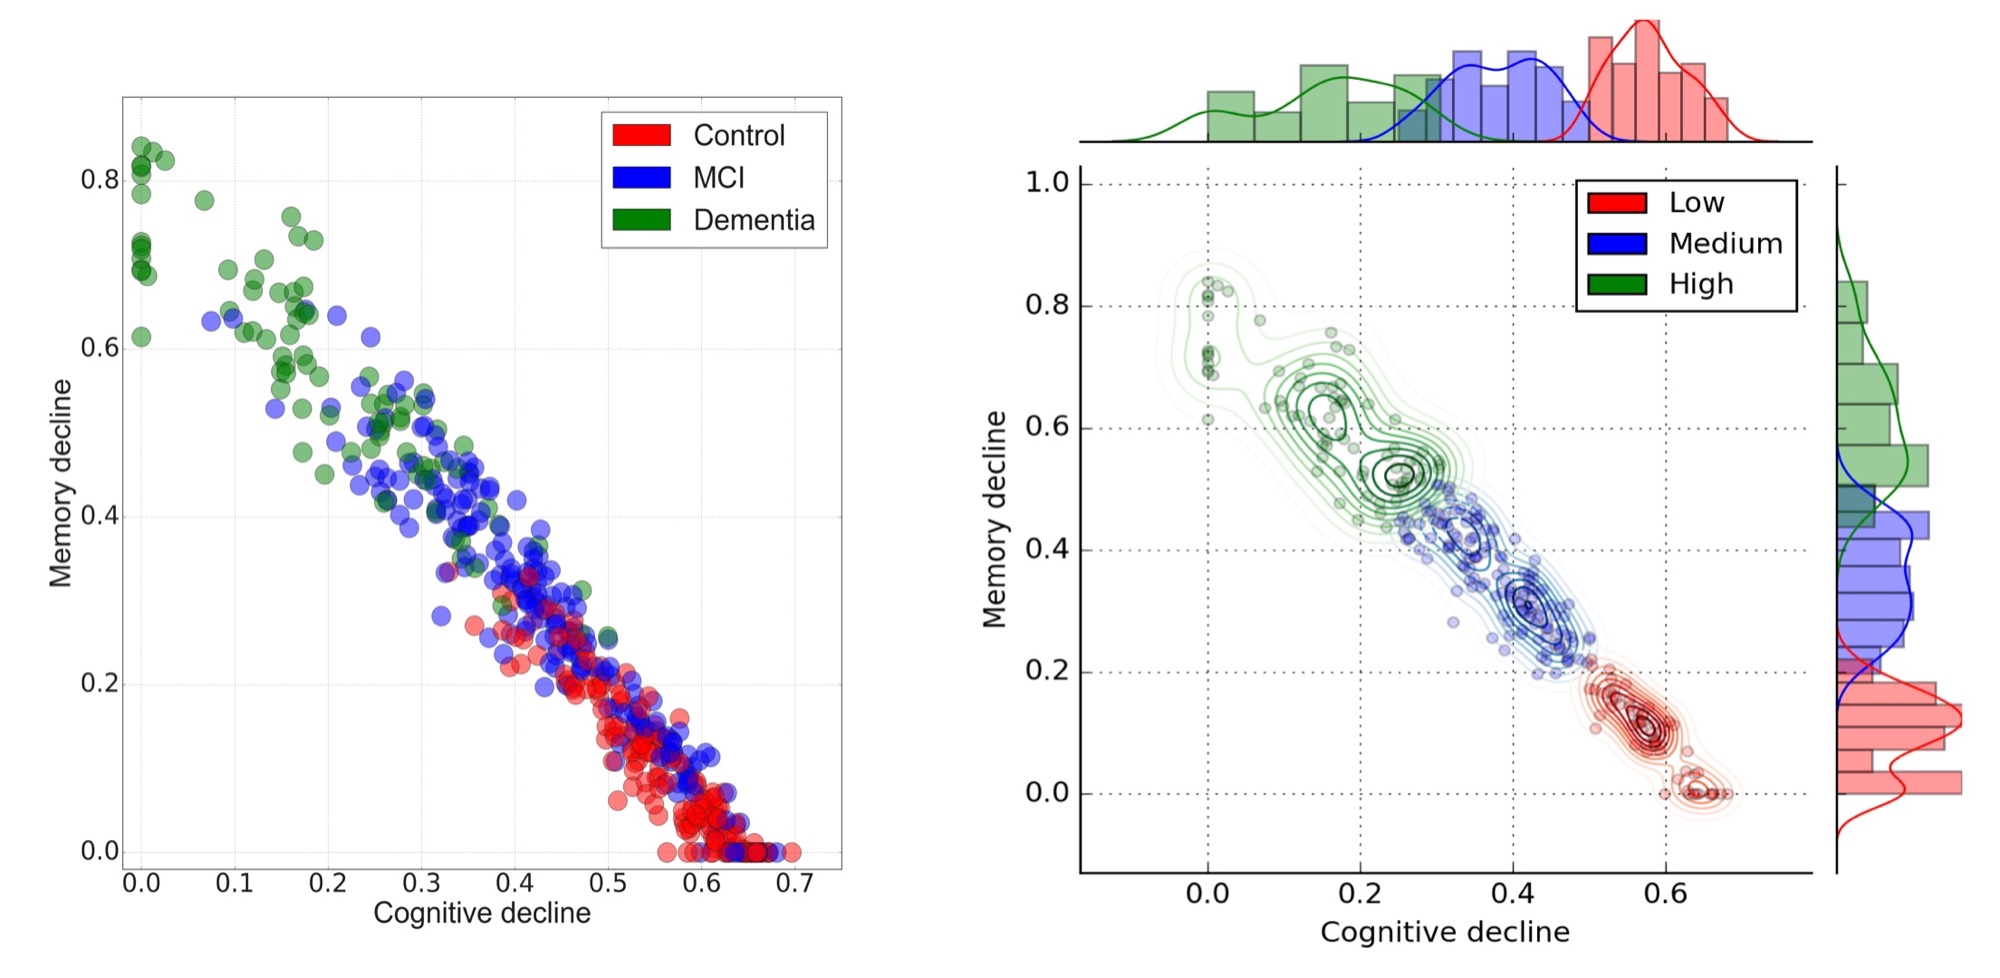 Control
MCI
Dementia
0.8
0.6
0.4
0.2
0.0
Memory decline
0.0 0.1 0.2 0.3 0.4 0.5 0.6 0.7
Cognitive decline
Low
Medium
High
1.0
0.8
0.6
0.4
0.2
0.0
Memory decline
0.0 0.2 0.4 0.6
Cognitive decline